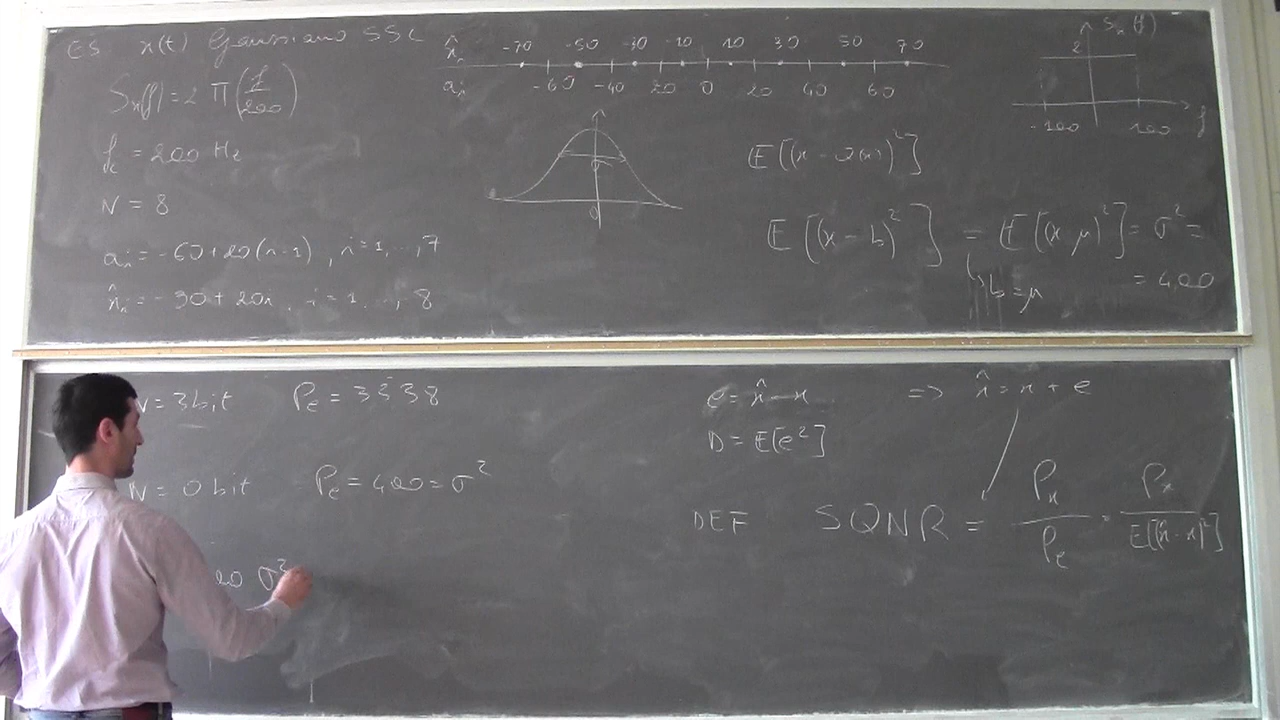 ES x(t) Gaussiano SSL
Sx(f) = 2 Π(f/200)
fc = 200 Hz
N = 8
ai = -60+20(i-1), i=1,...,7
x̂i = -90+20i, i=1,...,8
x̂i -70 -50 -30 -10 10 30 50 70
ai -60 -40 20 0 20 40 60
0
E[(x - Q(x))²]
Sx(f)
2
-100 100 f
E[(x - b)²] = E[(x-μ)²] = σ² =
b=μ = 400
N = 3 bit Pe = 33.38
N = 0 bit Pe = 400 = σ²
σ²
e = x̂ - x => x̂ = x + e
D = E[e²]
DEF SQNR = Px/Pe = Px/E[(x̂-x)²]